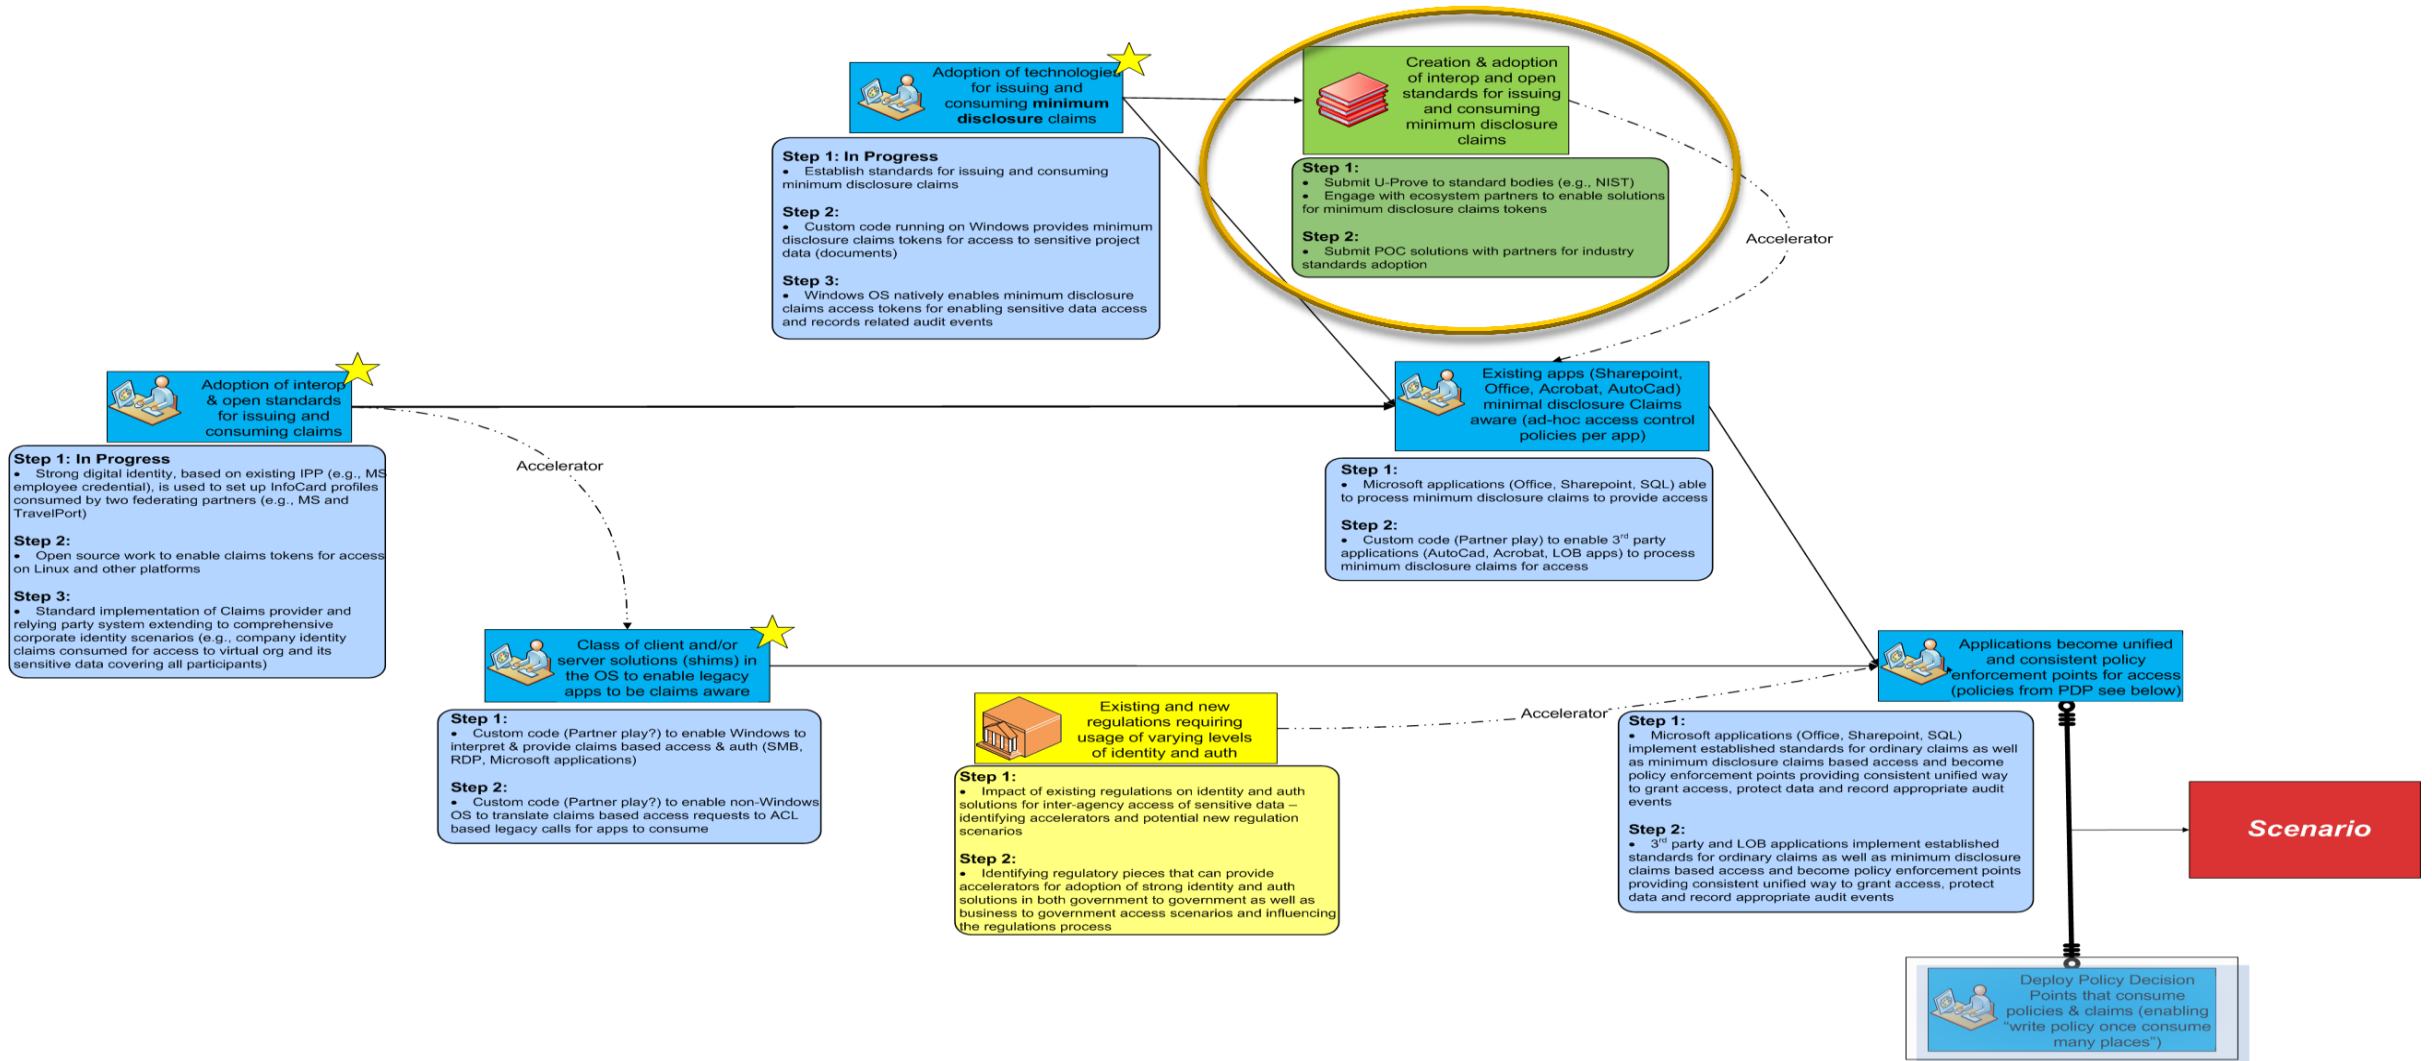 Adoption of technologies
for issuing and
consuming minimum
disclosure claims
Step 1: In Progress
• Establish standards for issuing and consuming
minimum disclosure claims
Step 2:
• Custom code running on Windows provides minimum
disclosure claims tokens for access to sensitive project
data (documents)
Step 3:
• Windows OS natively enables minimum disclosure
claims access tokens for enabling sensitive data access
and records related audit events
Creation & adoption
of interop and open
standards for issuing
and consuming
minimum disclosure
claims
Step 1:
• Submit U-Prove to standard bodies (e.g., NIST)
• Engage with ecosystem partners to enable solutions
for minimum disclosure claims tokens
Step 2:
• Submit POC solutions with partners for industry
standards adoption
Accelerator
Adoption of interop
& open standards
for issuing and
consuming claims
Step 1: In Progress
• Strong digital identity, based on existing IPP (e.g., MS
employee credential), is used to set up InfoCard profiles
consumed by two federating partners (e.g., MS and
TravelPort)
Step 2:
• Open source work to enable claims tokens for access
on Linux and other platforms
Step 3:
• Standard implementation of Claims provider and
relying party system extending to comprehensive
corporate identity scenarios (e.g., company identity
claims consumed for access to virtual org and its
sensitive data covering all participants)
Accelerator
Existing apps (Sharepoint,
Office, Acrobat, AutoCad)
minimal disclosure Claims
aware (ad-hoc access control
policies per app)
Step 1:
• Microsoft applications (Office, Sharepoint, SQL) able
to process minimum disclosure claims to provide access
Step 2:
• Custom code (Partner play) to enable 3rd party
applications (AutoCad, Acrobat, LOB apps) to process
minimum disclosure claims for access
Class of client and/or
server solutions (shims) in
the OS to enable legacy
apps to be claims aware
Step 1:
• Custom code (Partner play?) to enable Windows to
interpret & provide claims based access & auth (SMB,
RDP, Microsoft applications)
Step 2:
• Custom code (Partner play?) to enable non-Windows
OS to translate claims based access requests to ACL
based legacy calls for apps to consume
Existing and new
regulations requiring
usage of varying levels
of identity and auth
Step 1:
• Impact of existing regulations on identity and auth
solutions for inter-agency access of sensitive data –
identifying accelerators and potential new regulation
scenarios
Step 2:
• Identifying regulatory pieces that can provide
accelerators for adoption of strong identity and auth
solutions in both government to government as well as
business to government access scenarios and influencing
the regulations process
Accelerator
Applications become unified
and consistent policy
enforcement points for access
(policies from PDP see below)
Step 1:
• Microsoft applications (Office, Sharepoint, SQL)
implement established standards for ordinary claims as well
as minimum disclosure claims based access and become
policy enforcement points providing consistent unified way
to grant access, protect data and record appropriate audit
events
Step 2:
• 3rd party and LOB applications implement established
standards for ordinary claims as well as minimum disclosure
claims based access and become policy enforcement points
providing consistent unified way to grant access, protect
data and record appropriate audit events
Scenario
Deploy Policy Decision
Points that consume
policies & claims (enabling
"write policy once consume
many places")